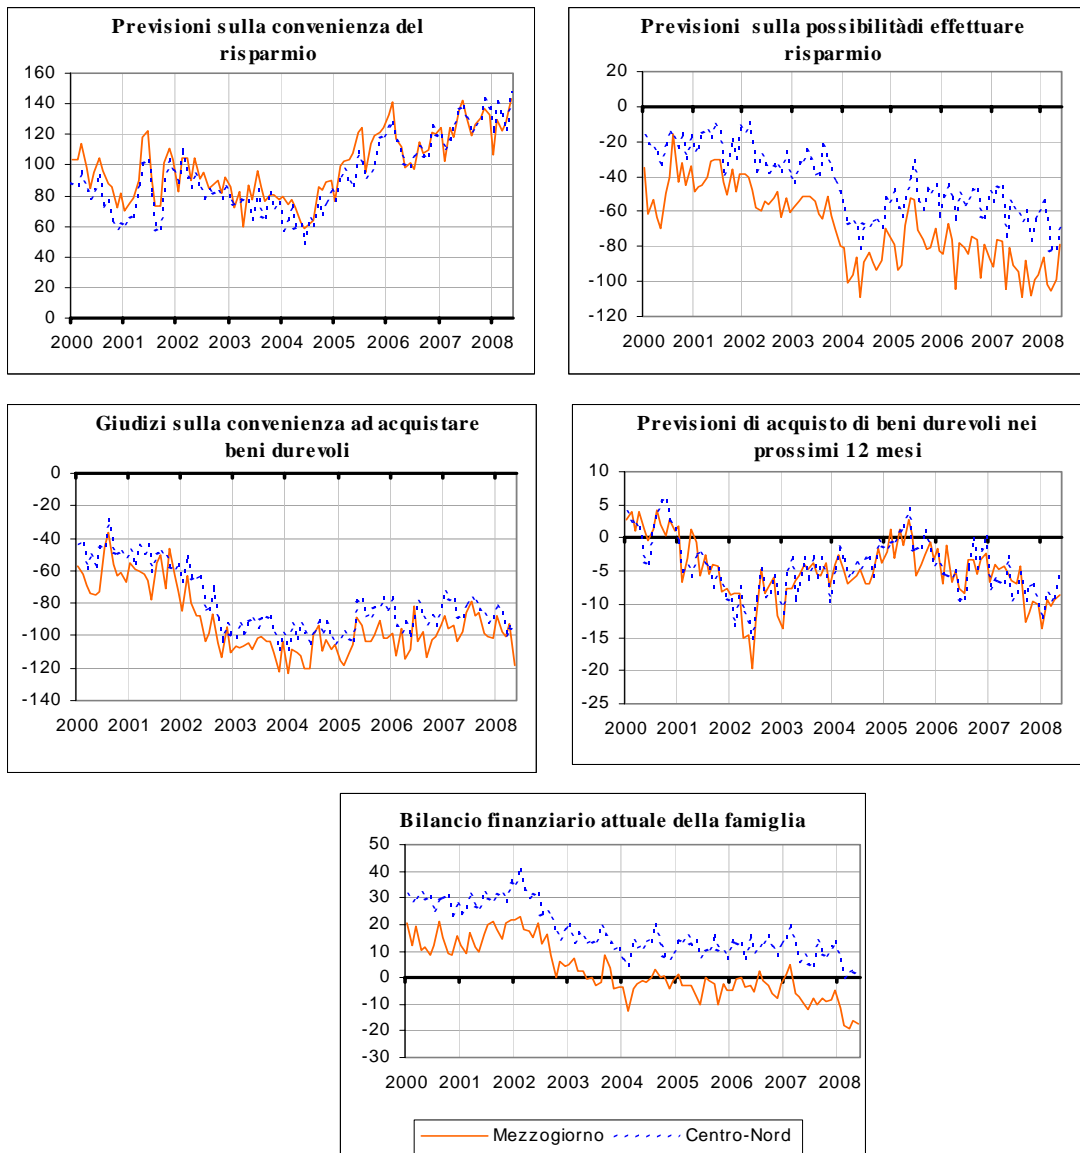 Previsioni sulla convenienza del
risparmio
160
140
120
100
80
60
40
20
0
2000 2001 2002 2003 2004 2005 2006 2007 2008
Previsioni sulla possibilitàdi effettuare
risparmio
20
0
-20
-40
-60
-80
-100
-120
2000 2001 2002 2003 2004 2005 2006 2007 2008
Giudizi sulla convenienza ad acquistare
beni durevoli
0
-20
-40
-60
-80
-100
-120
-140
2000 2001 2002 2003 2004 2005 2006 2007 2008
Previsioni di acquisto di beni durevoli nei
prossimi 12 mesi
10
5
0
-5
-10
-15
-20
-25
2000 2001 2002 2003 2004 2005 2006 2007 2008
Bilancio finanziario attuale della famiglia
50
40
30
20
10
0
-10
-20
-30
2000 2001 2002 2003 2004 2005 2006 2007 2008
Mezzogiorno Centro-Nord